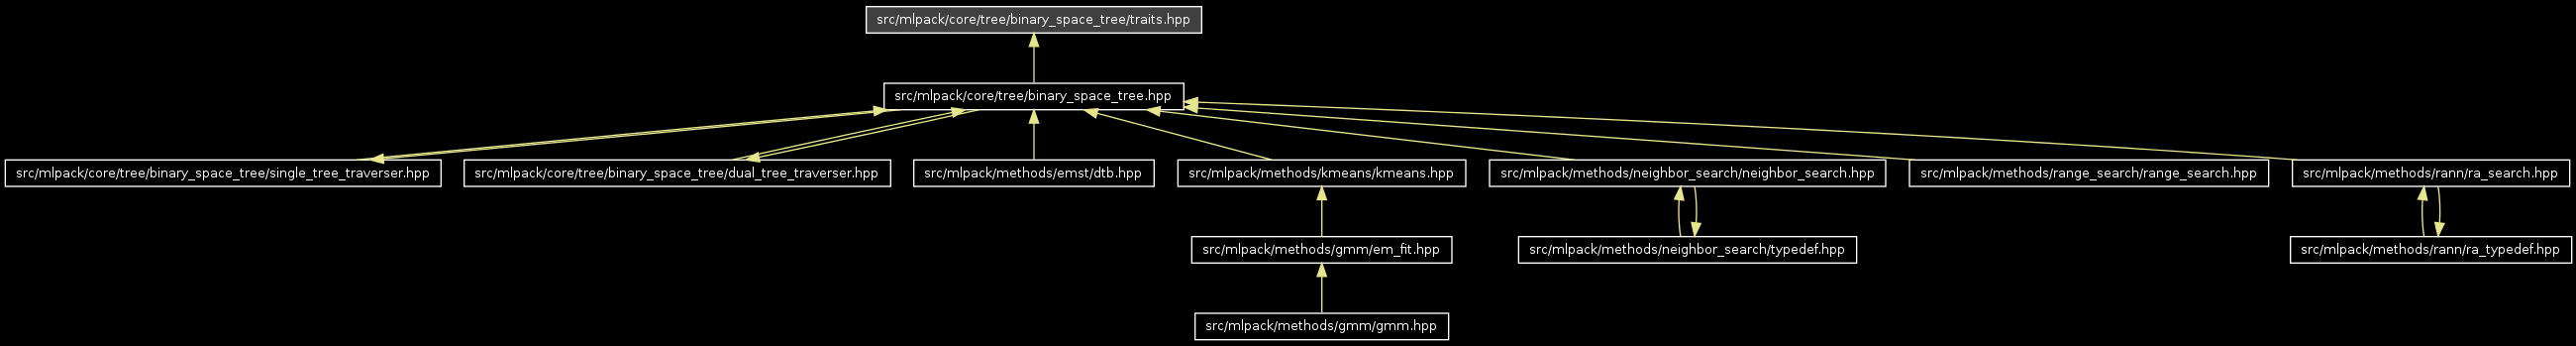 src/mlpack/core/tree/binary_space_tree/traits.hpp
src/mlpack/core/tree/binary_space_tree.hpp
src/mlpack/core/tree/binary_space_tree/single_tree_traverser.hpp
src/mlpack/core/tree/binary_space_tree/dual_tree_traverser.hpp
src/mlpack/methods/emst/dtb.hpp
src/mlpack/methods/kmeans/kmeans.hpp
src/mlpack/methods/neighbor_search/neighbor_search.hpp
src/mlpack/methods/range_search/range_search.hpp
src/mlpack/methods/rann/ra_search.hpp
src/mlpack/methods/gmm/em_fit.hpp
src/mlpack/methods/neighbor_search/typedef.hpp
src/mlpack/methods/rann/ra_typedef.hpp
src/mlpack/methods/gmm/gmm.hpp